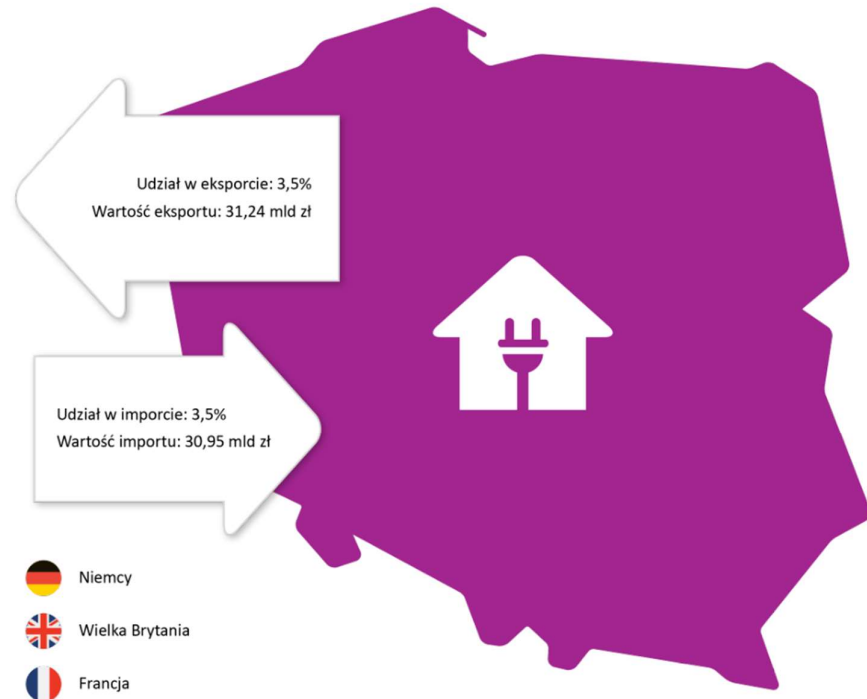 Udział w eksporcie: 3,5%
Wartość eksportu: 31,24 mld zł
Udział w imporcie: 3,5%
Wartość importu: 30,95 mld zł
Niemcy
Wielka Brytania
Francja